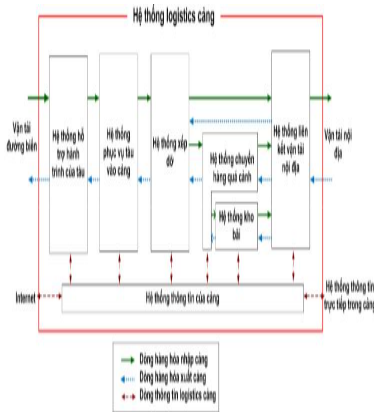 Hệ thống logistics cảng
Vận tải
đường biển
Hệ thống hỗ
trợ hành
trình của tàu
Hệ thống
phục vụ tàu
vào cảng
Hệ thống xếp
dỡ
Hệ thống chuyển
hàng quá cảnh
Hệ thống kho
bãi
Hệ thống liên
kết vận tải
nội địa
Vận tải nội
địa
Internet
Hệ thống thông tin của cảng
Hệ thống thông tin
trực tiếp trong cảng
Dòng hàng hóa nhập cảng
Dòng hàng hóa xuất cảng
Dòng thông tin logistics cảng